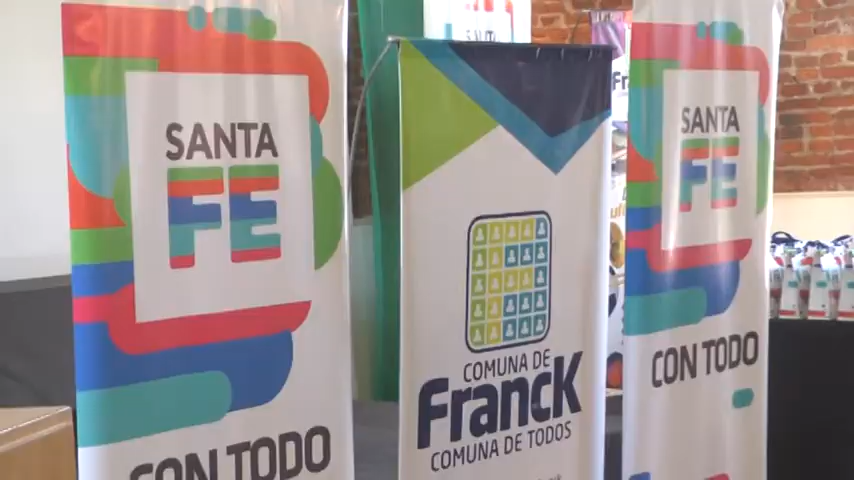 SANTA
FE
CON TODO
COMUNA DE
Franck
COMUNA DE TODOS
SANTA
FE
CON TODO